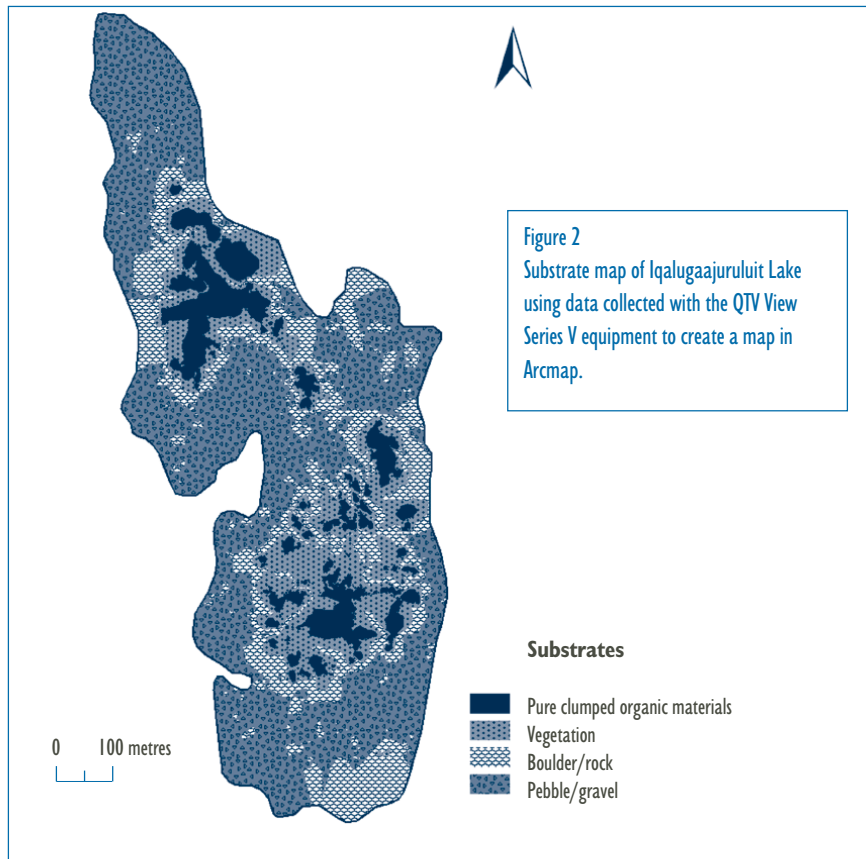 Figure 2
Substrate map of Iqalugaajuruluit Lake
using data collected with the QTV View
Series V equipment to create a map in
Arcmap.
Substrates
Pure clumped organic materials
Vegetation
Boulder/rock
Pebble/gravel
0 100 metres